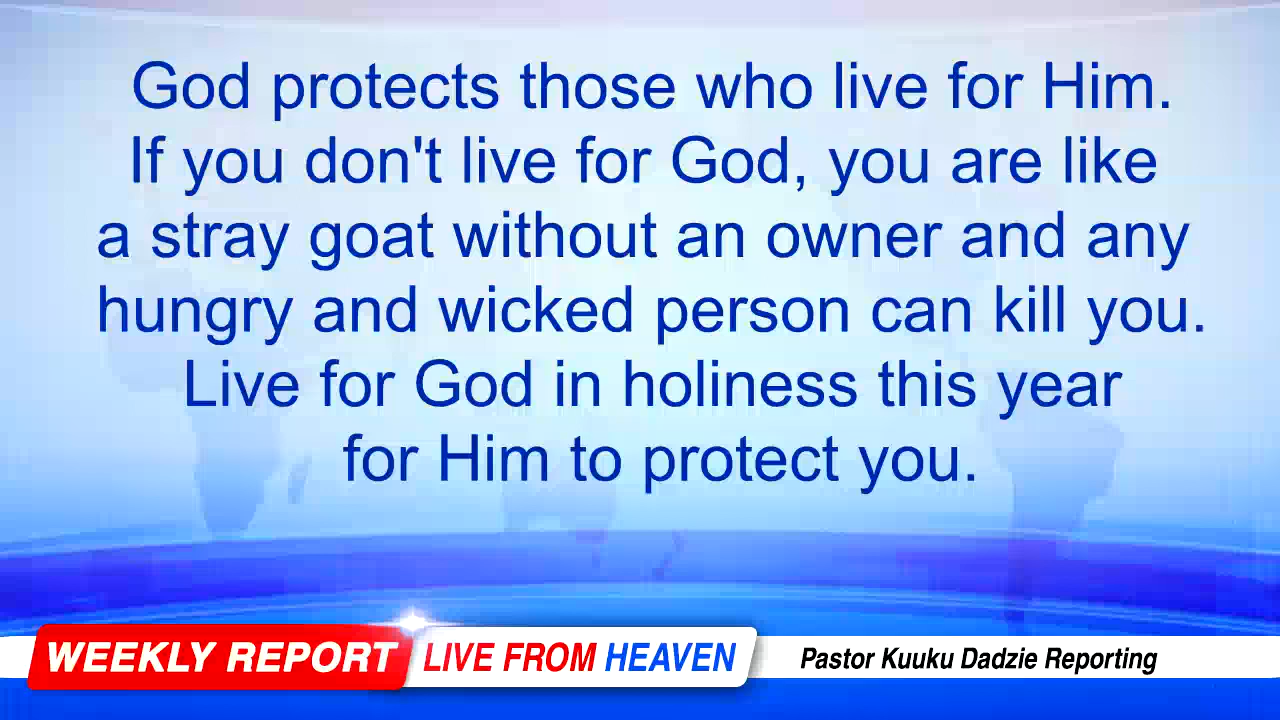 God protects those who live for Him.
If you don't live for God, you are like
a stray goat without an owner and any
hungry and wicked person can kill you.
Live for God in holiness this year
for Him to protect you.
WEEKLY REPORT LIVE FROM HEAVEN Pastor Kuuku Dadzie Reporting